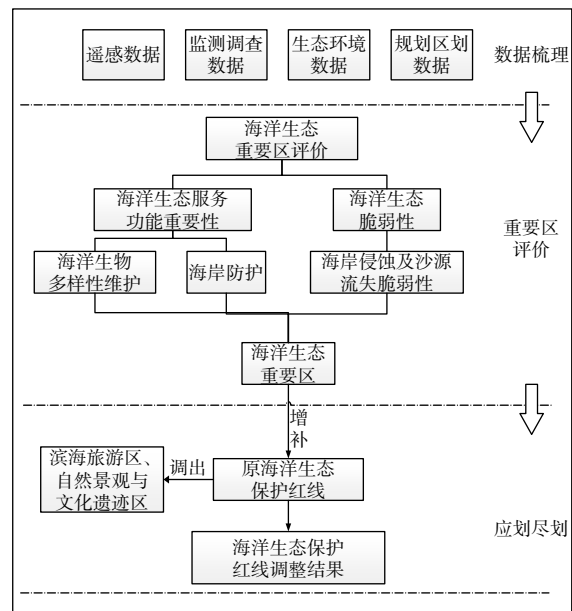 遥感数据
监测调查
数据
生态环境
数据
规划区划
数据
数据梳理
海洋生态
重要区评价
海洋生态服务
功能重要性
海洋生态
脆弱性
重要区
评价
海洋生物
多样性维护
海岸防护
海岸侵蚀及沙源
流失脆弱性
海洋生态
重要区
增
补
滨海旅游区、
自然景观与
文化遗迹区
调出
原海洋生态
保护红线
应划尽划
海洋生态保护
红线调整结果